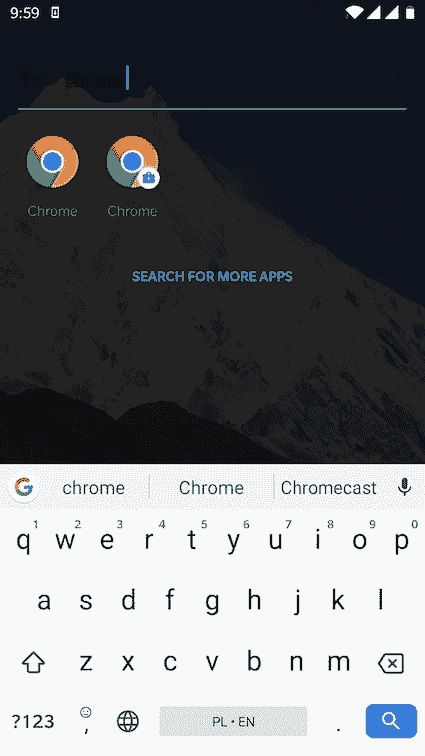 9:59
chrome
Chrome Chrome
SEARCH FOR MORE APPS
G chrome Chrome Chromecast
1 2 3 4 5 6 7 8 9 0
q w e r t y u i o p
a s d f g h j k l
z x c v b n m
?123 , PL • EN .